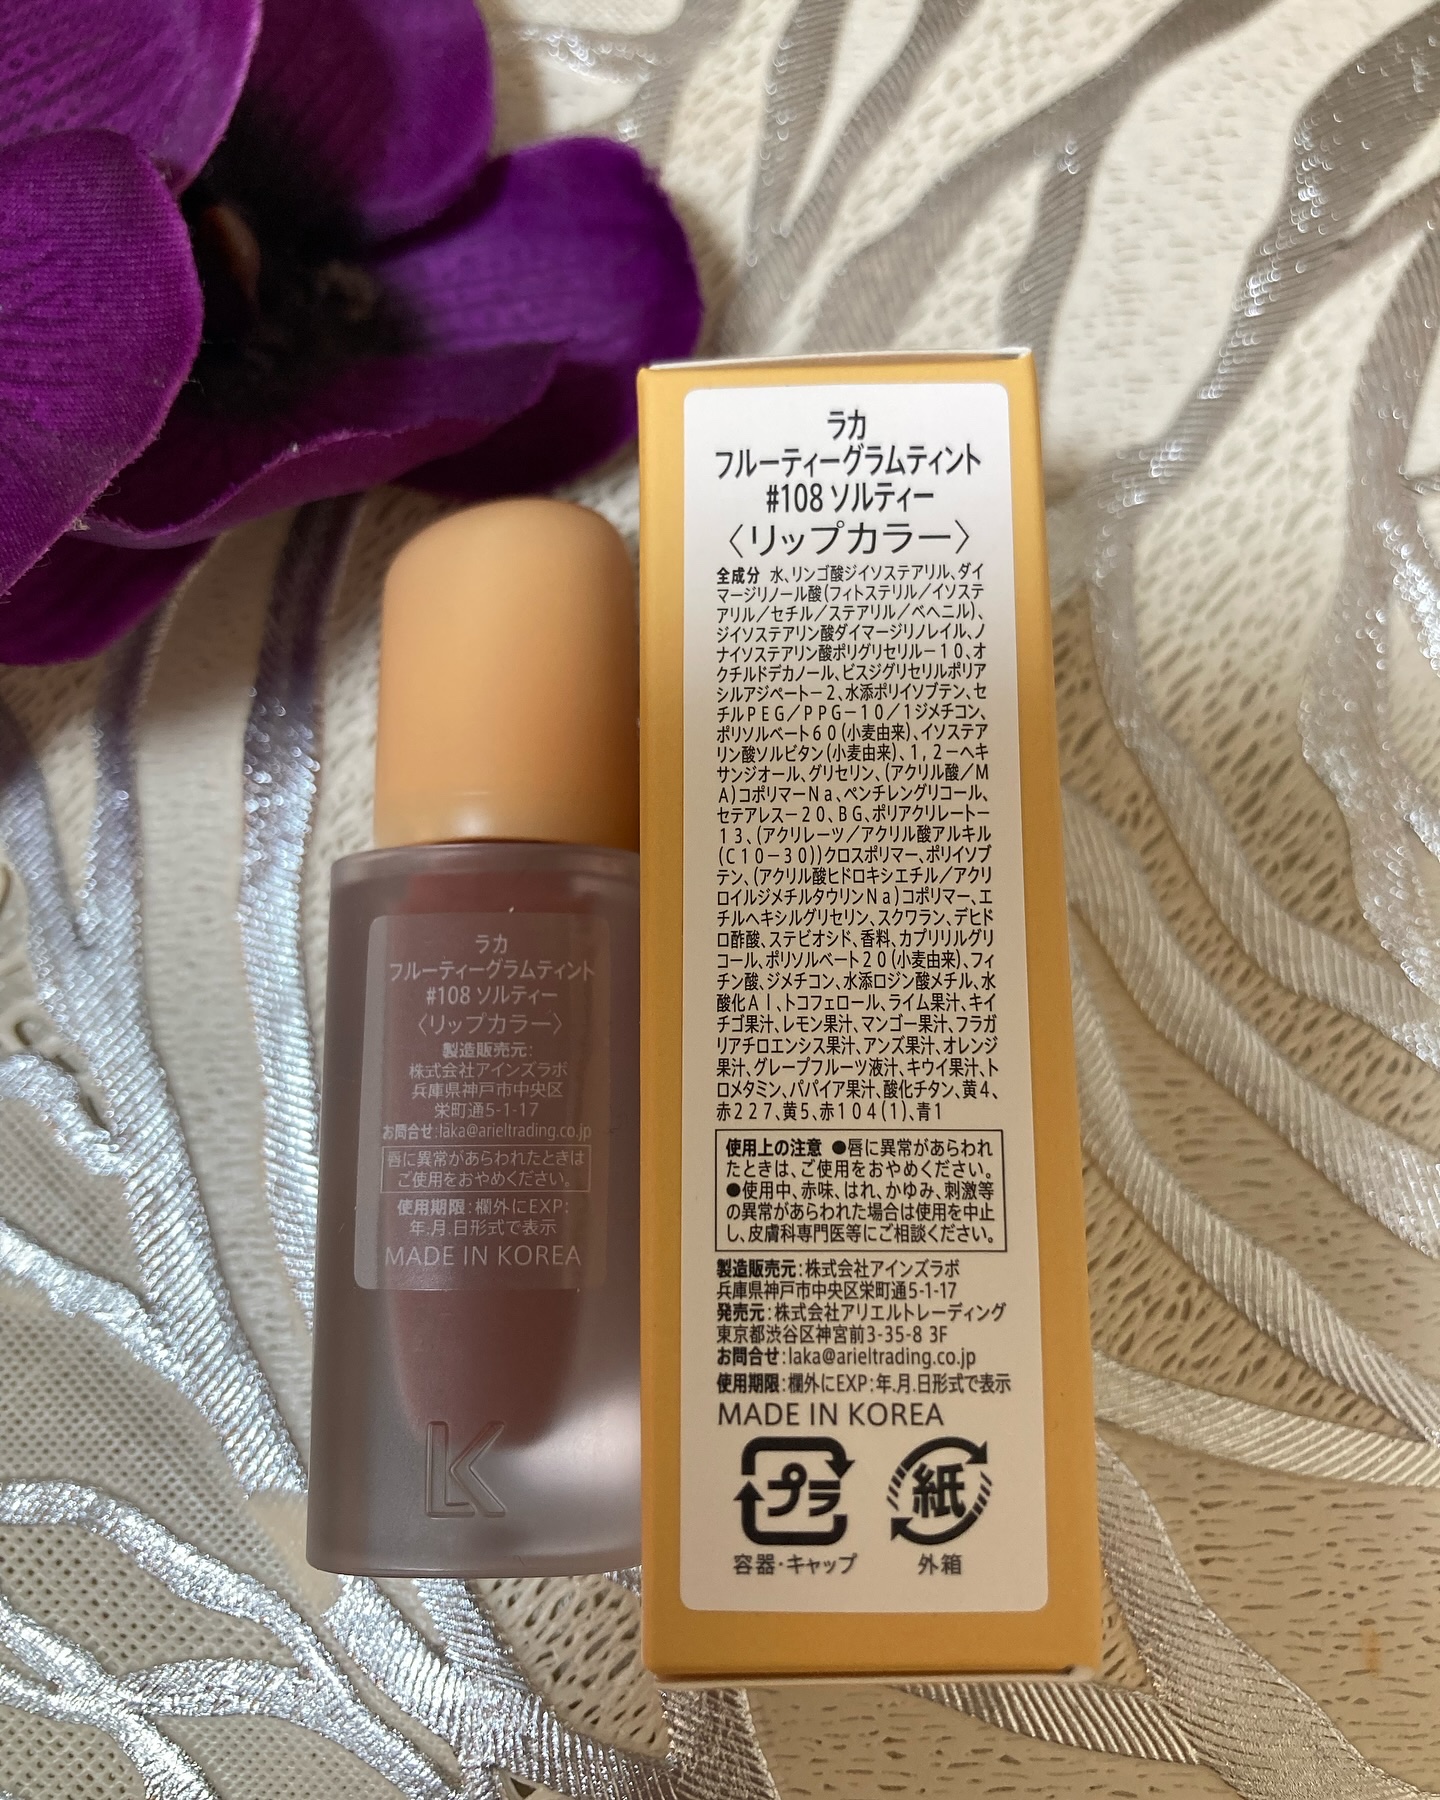 ラカ
フルーティーグラムティント
#108 ソルティー
〈リップカラー〉
製造販売元:
株式会社アインズラボ
兵庫県神戸市中央区
栄町通5-1-17
お問合せ:laka@arieltrading.co.jp
唇に異常があらわれたときは
ご使用をおやめください。
使用期限:欄外にEXP:
年.月.日形式で表示
MADE IN KOREA
LK
ラカ
フルーティーグラムティント
#108 ソルティー
〈リップカラー〉
全成分 水、リンゴ酸ジイソステアリル、ダイ
マージリノール酸(フィトステリル/イソステ
アリル/セチル/ステアリル/ベヘニル)、
ジイソステアリン酸ダイマージリノレイル、ノ
ナイソステアリン酸ポリグリセリル－10、オ
クチルドデカノール、ビスジグリセリルポリア
シルアジペート－2、水添ポリイソブテン、セ
チルPEG/PPG－10/1ジメチコン、
ポリソルベート60(小麦由来)、イソステア
リン酸ソルビタン(小麦由来)、1,2－ヘキ
サンジオール、グリセリン、(アクリル酸/M
A)コポリマーNa、ペンチレングリコール、
セテアレス－20、BG、ポリアクリレート－
13、(アクリレーツ/アクリル酸アルキル
(C10－30))クロスポリマー、ポリイソブ
テン、(アクリル酸ヒドロキシエチル/アクリ
ロイルジメチルタウリンNa)コポリマー、エ
チルヘキシルグリセリン、スクワラン、デヒド
ロ酢酸、ステビオシド、香料、カプリリルグリ
コール、ポリソルベート20(小麦由来)、フィ
チン酸、ジメチコン、水添ロジン酸メチル、水
酸化Al、トコフェロール、ライム果汁、キイ
チゴ果汁、レモン果汁、マンゴー果汁、フラガ
リアチロエンシス果汁、アンズ果汁、オレンジ
果汁、グレープフルーツ液汁、キウイ果汁、ト
ロメタミン、パパイア果汁、酸化チタン、黄4、
赤227、黄5、赤104(1)、青1
使用上の注意 ●唇に異常があらわれ
たときは、ご使用をおやめください。
●使用中、赤味、はれ、かゆみ、刺激等
の異常があらわれた場合は使用を中止
し、皮膚科専門医等にご相談ください。
製造販売元:株式会社アインズラボ
兵庫県神戸市中央区栄町通5-1-17
発売元:株式会社アリエルトレーディング
東京都渋谷区神宮前3-35-8 3F
お問合せ:laka@arieltrading.co.jp
使用期限:欄外にEXP:年.月.日形式で表示
MADE IN KOREA
プラ 紙
容器・キャップ 外箱